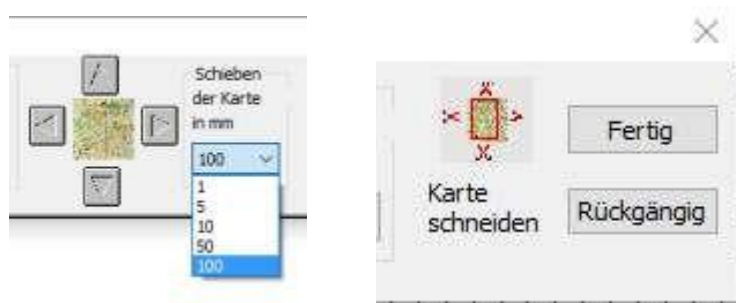 Schieben
der Karte
in mm
100
1
5
10
50
100
Fertig
Karte
schneiden
Rückgängig